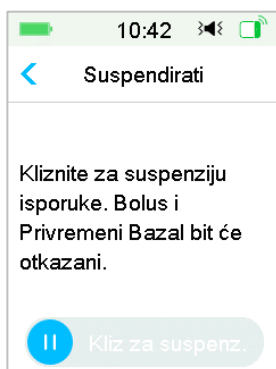 10:42
Suspendirati
Kliznite za suspenziju
isporuke. Bolus i
Privremeni Bazal bit će
otkazani.
Kliz za suspenz.